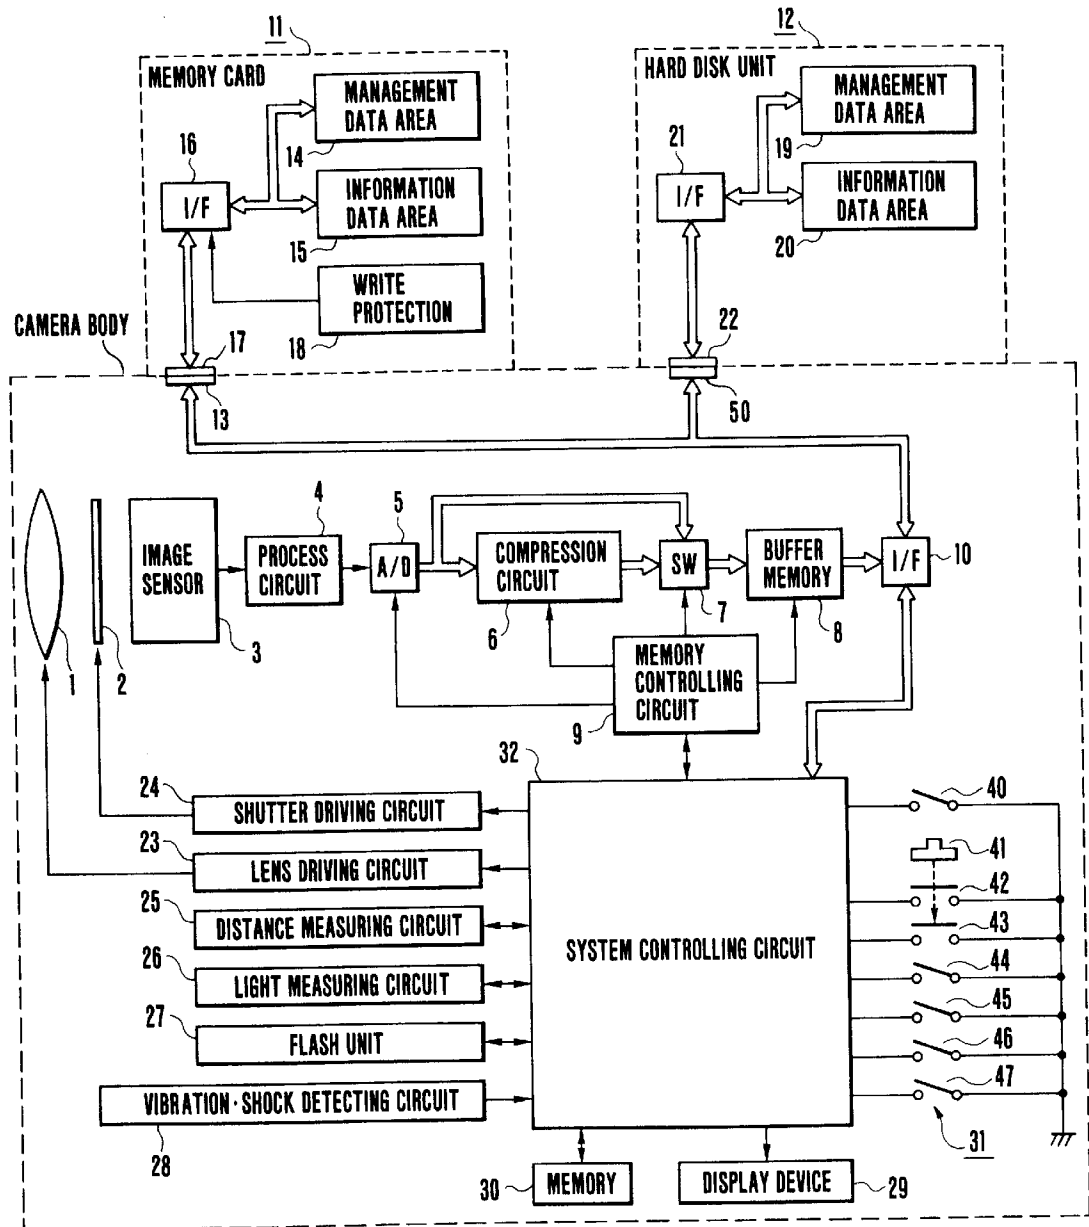 11
12
MEMORY CARD
HARD DISK UNIT
MANAGEMENT
DATA AREA
14
MANAGEMENT
DATA AREA
19
16
I/F
21
I/F
INFORMATION
DATA AREA
15
INFORMATION
DATA AREA
20
WRITE
PROTECTION
18
CAMERA BODY
17
13
22
50
1
2
IMAGE
SENSOR
3
4
PROCESS
CIRCUIT
5
A/D
COMPRESSION
CIRCUIT
6
SW
7
BUFFER
MEMORY
8
I/F
10
MEMORY
CONTROLLING
CIRCUIT
9
32
24
SHUTTER DRIVING CIRCUIT
23
LENS DRIVING CIRCUIT
25
DISTANCE MEASURING CIRCUIT
26
LIGHT MEASURING CIRCUIT
27
FLASH UNIT
VIBRATION·SHOCK DETECTING CIRCUIT
28
SYSTEM CONTROLLING CIRCUIT
40
41
42
43
44
45
46
47
31
30
MEMORY
DISPLAY DEVICE
29